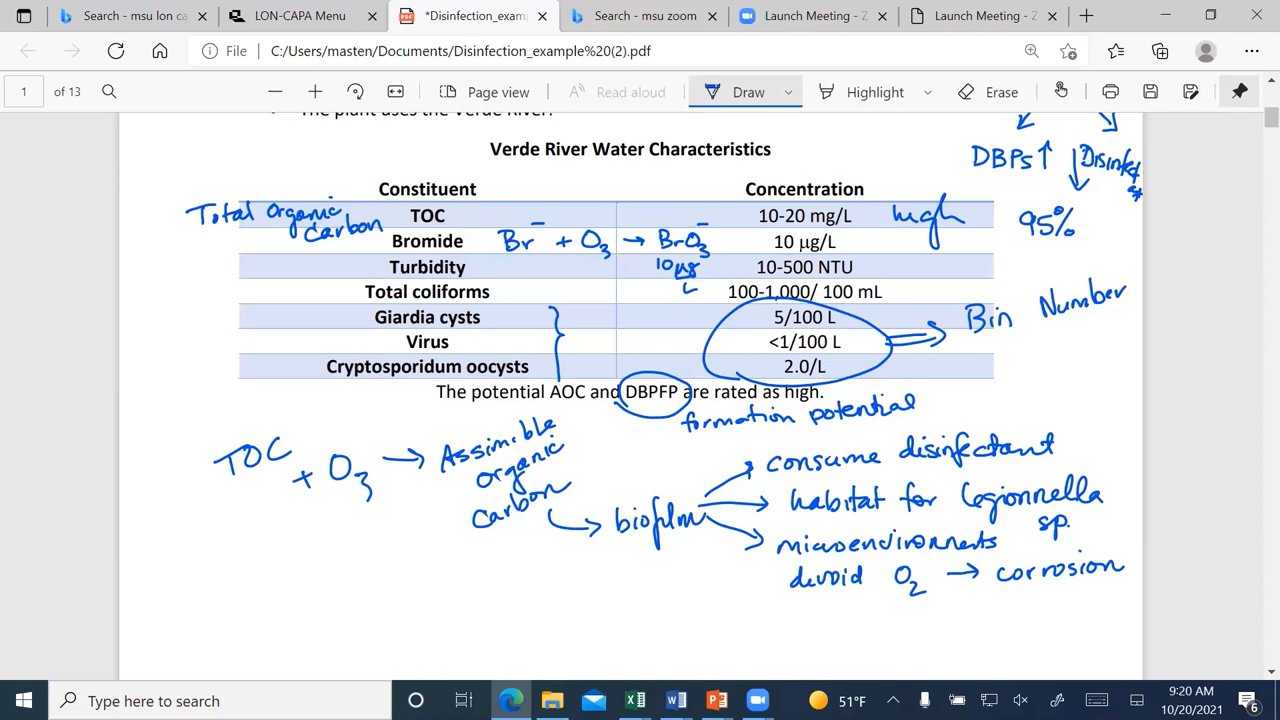 Search - msu lon ca
LON-CAPA Menu
*Disinfection_exam
Search - msu zoom
Launch Meeting - Z
Launch Meeting - Z
File
C:/Users/masten/Documents/Disinfection_example%20(2).pdf
1
of 13
Page view
Read aloud
Draw
Highlight
Erase
The plant uses the Verde River.
DBPs↑
↓Disinfect
Verde River Water Characteristics
Constituent Concentration
Total organic
carbon
TOC 10-20 mg/L
high
95%
Bromide 10 µg/L
Br⁻ + O₃ → BrO₃⁻
10 µg
L
Turbidity 10-500 NTU
Total coliforms 100-1,000/ 100 mL
Giardia cysts 5/100 L
Virus <1/100 L
Cryptosporidum oocysts 2.0/L
⇒ Bin Number
The potential AOC and DBPFP are rated as high.
formation potential
TOC
+ O₃ →
Assimible
organic
carbon
→ biofilm
consume disinfectant
habitat for Legionnella
sp.
microenvironments
devoid O₂ → corrosion
Type here to search
51°F
9:20 AM
10/20/2021
6